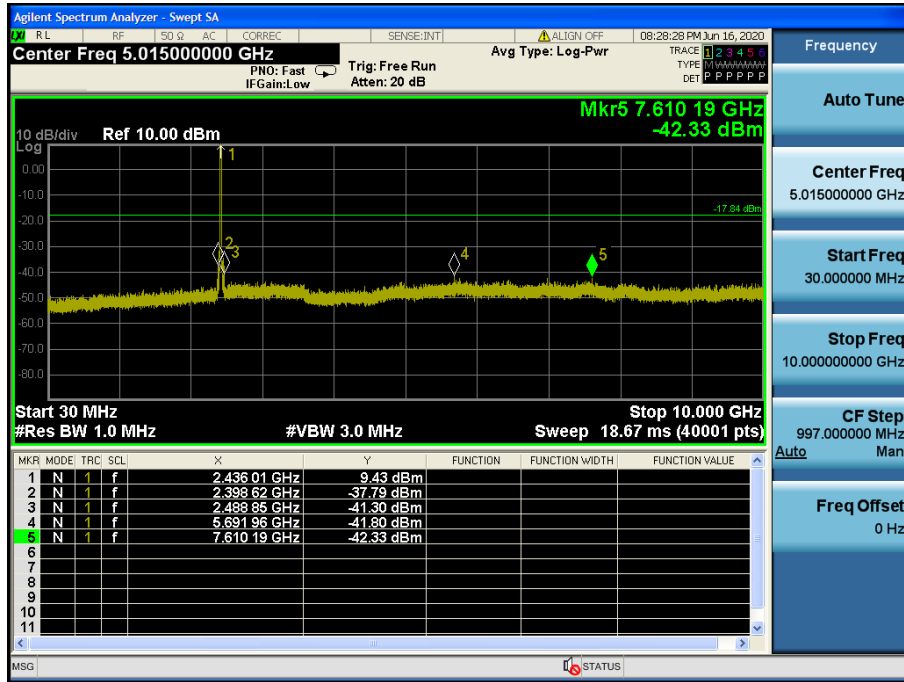 Agilent Spectrum Analyzer - Swept SA
LXI RL RF 50 Ω AC CORREC SENSE:INT ALIGN OFF 08:28:28 PM Jun 16, 2020
Center Freq 5.015000000 GHz
PNO: Fast
IFGain:Low
Trig: Free Run
Atten: 20 dB
Avg Type: Log-Pwr
TRACE 1 2 3 4 5 6
TYPE MWWWWW
DET P P P P P P
Mkr5 7.610 19 GHz
-42.33 dBm
10 dB/div Ref 10.00 dBm
Log
1
0.00
-10.0
-17.84 dBm
-20.0
-30.0
2
3
4
5
-40.0
-50.0
-60.0
-70.0
-80.0
Start 30 MHz Stop 10.000 GHz
#Res BW 1.0 MHz #VBW 3.0 MHz Sweep 18.67 ms (40001 pts)
MKR MODE TRC SCL X Y FUNCTION FUNCTION WIDTH FUNCTION VALUE
1 N 1 f 2.436 01 GHz 9.43 dBm
2 N 1 f 2.398 62 GHz -37.79 dBm
3 N 1 f 2.488 85 GHz -41.30 dBm
4 N 1 f 5.691 96 GHz -41.80 dBm
5 N 1 f 7.610 19 GHz -42.33 dBm
6
7
8
9
10
11
MSG STATUS
Frequency
Auto Tune
Center Freq
5.015000000 GHz
Start Freq
30.000000 MHz
Stop Freq
10.000000000 GHz
CF Step
997.000000 MHz
Auto Man
Freq Offset
0 Hz